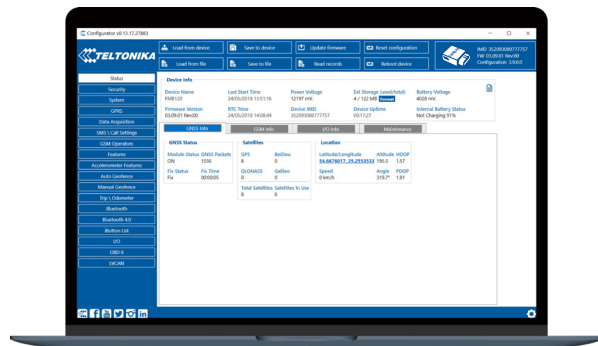 Configurator v0.13.17.27883
TELTONIKA
Load from device
Save to device
Update firmware
Reset configuration
Load from file
Save to file
Read records
Reboot device
IMEI: 352093080777757
FW: 03.09.01 Rev:00
Configuration 3.9.0.0
Status
Security
System
GPRS
Data Acquisition
SMS \ Call Settings
GSM Operators
Features
Accelerometer Features
Auto Geofence
Manual Geofence
Trip \ Odometer
Bluetooth
Bluetooth 4.0
iButton List
I/O
OBD II
LVCAN
Device Info
Device Name Last Start Time Power Voltage Ext Storage (used/total) Battery Voltage
FMB120 24/05/2018 13:51:16 12197 mV. 4 / 122 MB Format 4028 mV.
Firmware Version RTC Time Device IMEI Device Uptime Internal Battery Status
03.09.01 Rev:00 24/05/2018 14:08:44 352093080777757 00:17:27 Not Charging 91%
GNSS Info GSM Info I/O Info Maintenance
GNSS Status Satellites Location
Module Status GNSS Packets GPS BeiDou Latitude/Longitude Altitude HDOP
ON 1036 8 0 54.6678017, 25.2553533 195.5 1.57
Fix Status Fix Time GLONASS Galileo Speed Angle PDOP
Fix 00:00:05 0 0 0 km/h 319.7° 1.81
Total Satellites Satellites In Use
8 6